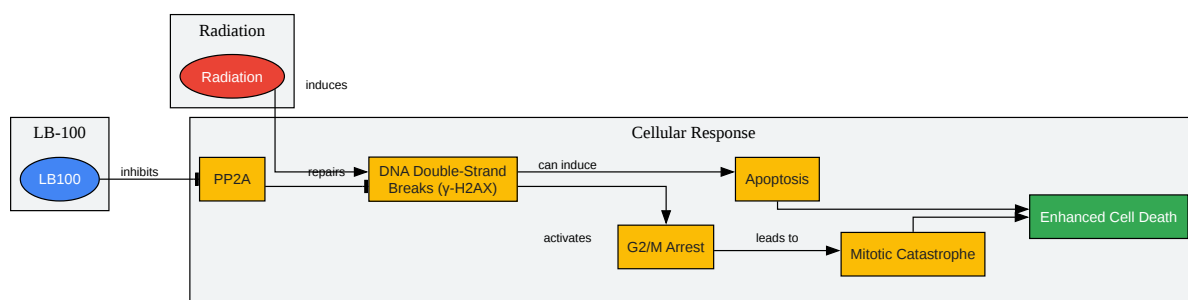 Radiation
Radiation
induces
LB-100
LB100
inhibits
Cellular Response
PP2A
repairs
DNA Double-Strand
Breaks (γ-H2AX)
can induce
Apoptosis
Enhanced Cell Death
activates
G2/M Arrest
leads to
Mitotic Catastrophe